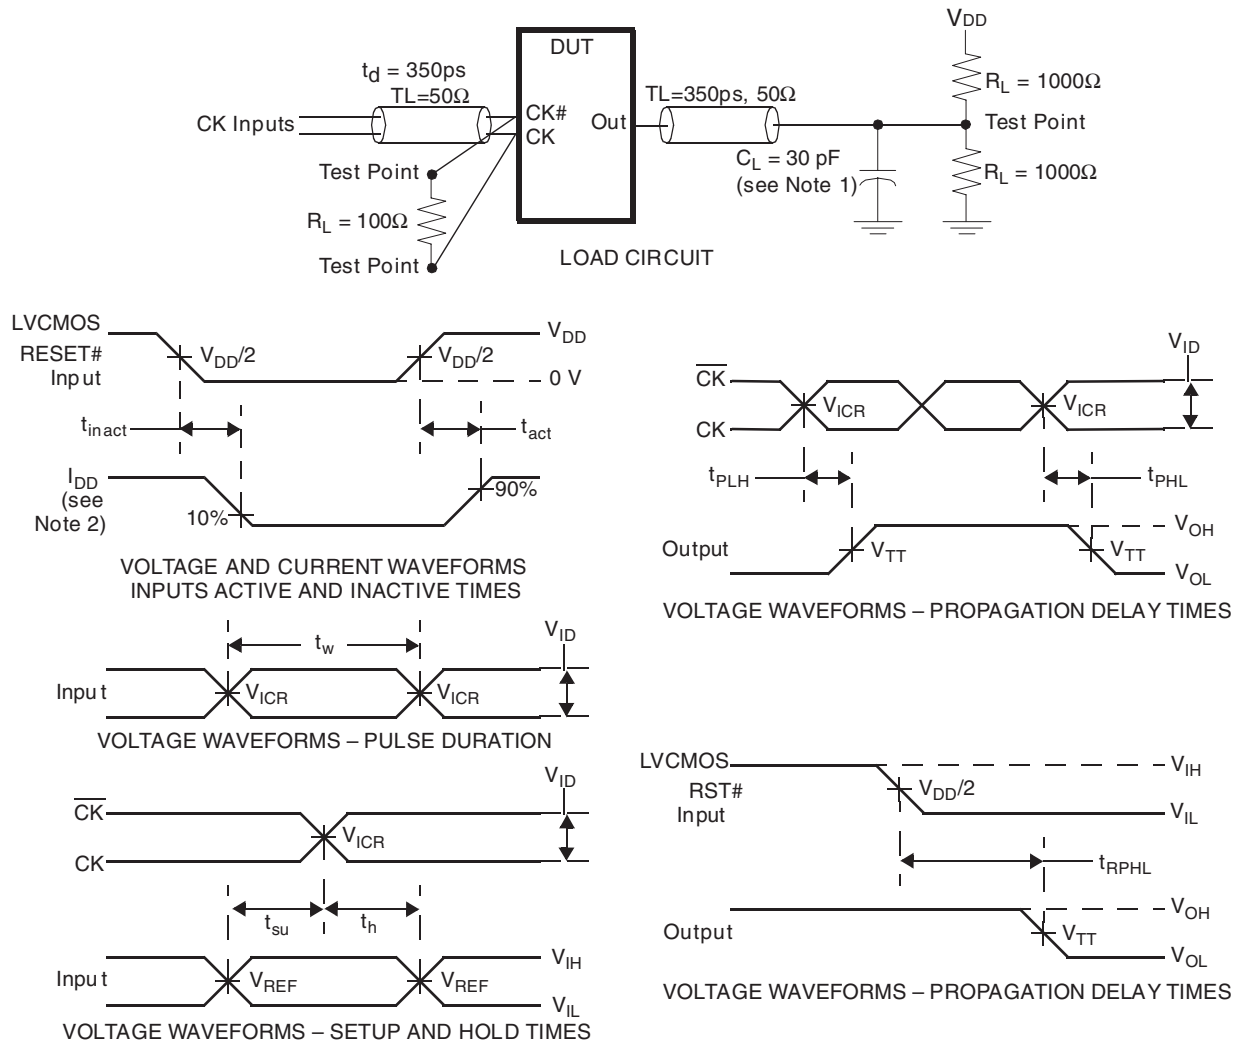 DUT
V_DD
t_d = 350ps
TL=50Ω
TL=350ps, 50Ω
R_L = 1000Ω
CK Inputs
CK#
CK
Out
Test Point
Test Point
C_L = 30 pF
(see Note 1)
R_L = 1000Ω
R_L = 100Ω
Test Point
LOAD CIRCUIT
LVCMOS
RESET#
Input
V_DD/2
V_DD/2
V_DD
0 V
t_inact
t_act
I_DD
(see
Note 2)
10%
90%
VOLTAGE AND CURRENT WAVEFORMS
INPUTS ACTIVE AND INACTIVE TIMES
t_w
V_ID
Input
V_ICR
V_ICR
VOLTAGE WAVEFORMS – PULSE DURATION
V_ID
C̅K̅
V_ICR
CK
t_su
t_h
Input
V_REF
V_REF
V_IH
V_IL
VOLTAGE WAVEFORMS – SETUP AND HOLD TIMES
V_ID
C̅K̅
V_ICR
V_ICR
CK
t_PLH
t_PHL
Output
V_TT
V_TT
V_OH
V_OL
VOLTAGE WAVEFORMS – PROPAGATION DELAY TIMES
LVCMOS
RST#
Input
V_DD/2
V_IH
V_IL
t_RPHL
Output
V_OH
V_TT
V_OL
VOLTAGE WAVEFORMS – PROPAGATION DELAY TIMES